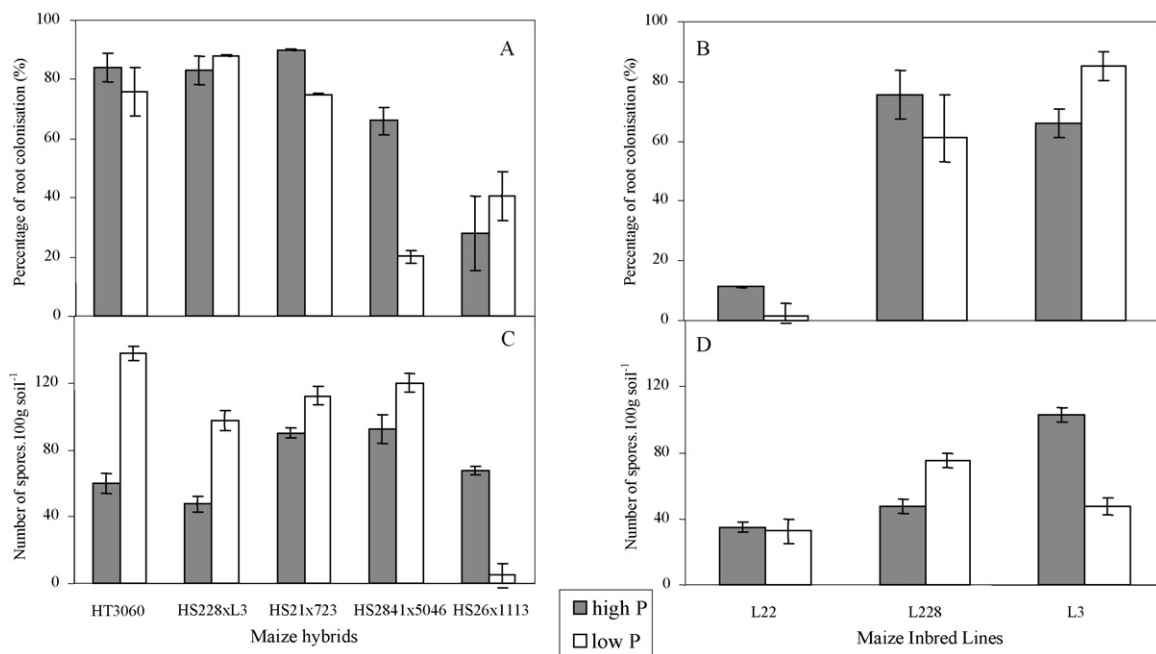 A
Percentage of root colonisation (%)
100
80
60
40
20
0
B
Percentage of root colonisation (%)
100
80
60
40
20
0
C
Number of spores.100g soil-1
120
80
40
0
HT3060 HS228xL3 HS21x723 HS2841x5046 HS26x1113
Maize hybrids
D
Number of spores.100g soil-1
120
80
40
0
L22 L228 L3
Maize Inbred Lines
high P
low P